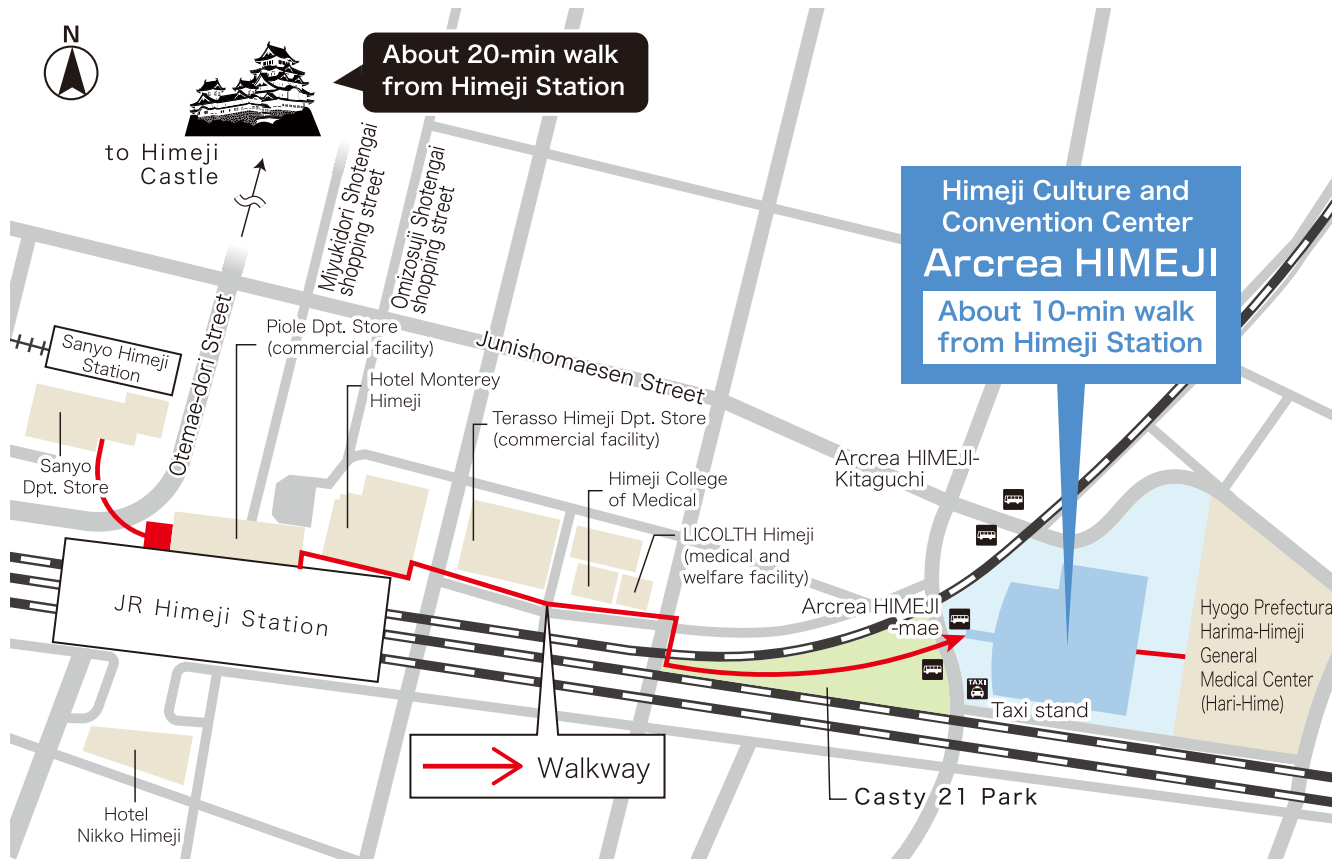 N
About 20-min walk
from Himeji Station
to Himeji
Castle
Miyukidori Shotengai
shopping street
Omizosuji Shotengai
shopping street
Himeji Culture and
Convention Center
Arcrea HIMEJI
About 10-min walk
from Himeji Station
Sanyo Himeji
Station
Otemae-dori Street
Piole Dpt. Store
(commercial facility)
Junishomaesen Street
Hotel Monterey
Himeji
Terasso Himeji Dpt. Store
(commercial facility)
Sanyo
Dpt. Store
Himeji College
of Medical
Arcrea HIMEJI-
Kitaguchi
LICOLTH Himeji
(medical and
welfare facility)
JR Himeji Station
Arcrea HIMEJI
-mae
Hyogo Prefectura
Harima-Himeji
General
Medical Center
(Hari-Hime)
TAXI
Taxi stand
Walkway
Casty 21 Park
Hotel
Nikko Himeji